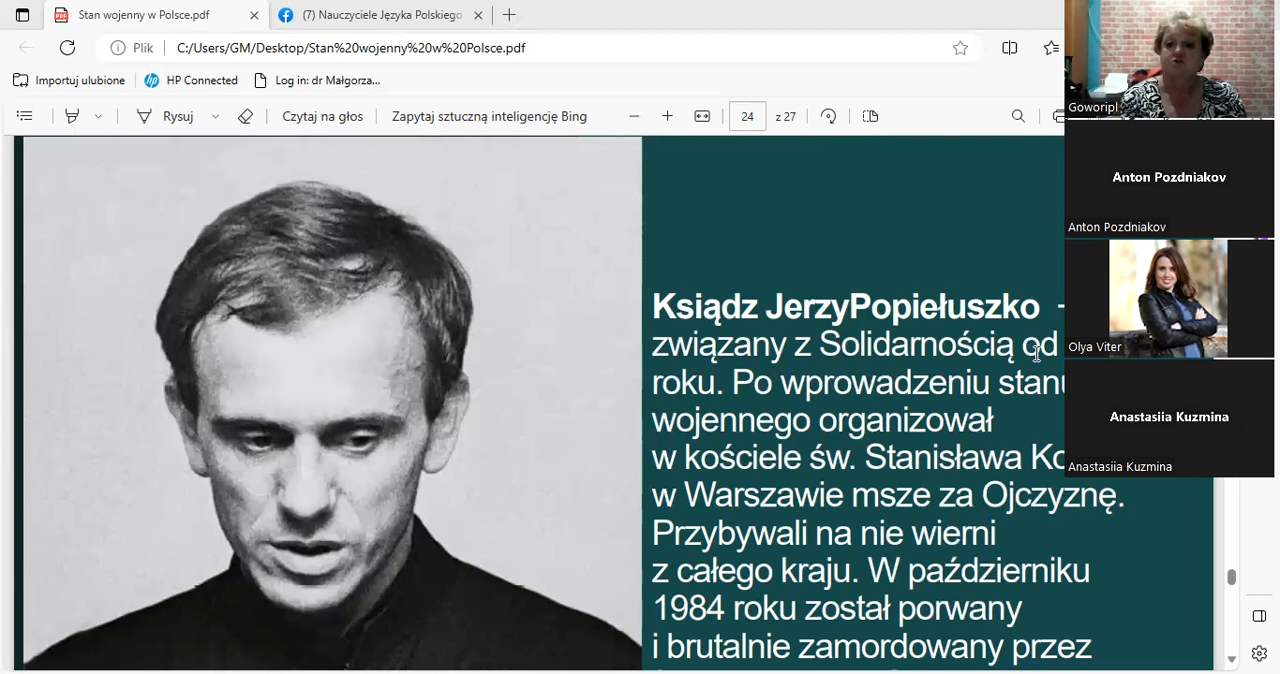 Stan wojenny w Polsce.pdf
(7) Nauczyciele Języka Polskiego
Plik
C:/Users/GM/Desktop/Stan%20wojenny%20w%20Polsce.pdf
Importuj ulubione
HP Connected
Log in: dr Małgorza...
Rysuj
Czytaj na głos
Zapytaj sztuczną inteligencję Bing
24
z 27
Goworipl
Anton Pozdniakov
Anton Pozdniakov
Olya Viter
Anastasiia Kuzmina
Anastasiia Kuzmina
Ksiądz JerzyPopiełuszko -
związany z Solidarnością od
roku. Po wprowadzeniu stanu
wojennego organizował
w kościele św. Stanisława Ko
w Warszawie msze za Ojczyznę.
Przybywali na nie wierni
z całego kraju. W październiku
1984 roku został porwany
i brutalnie zamordowany przez